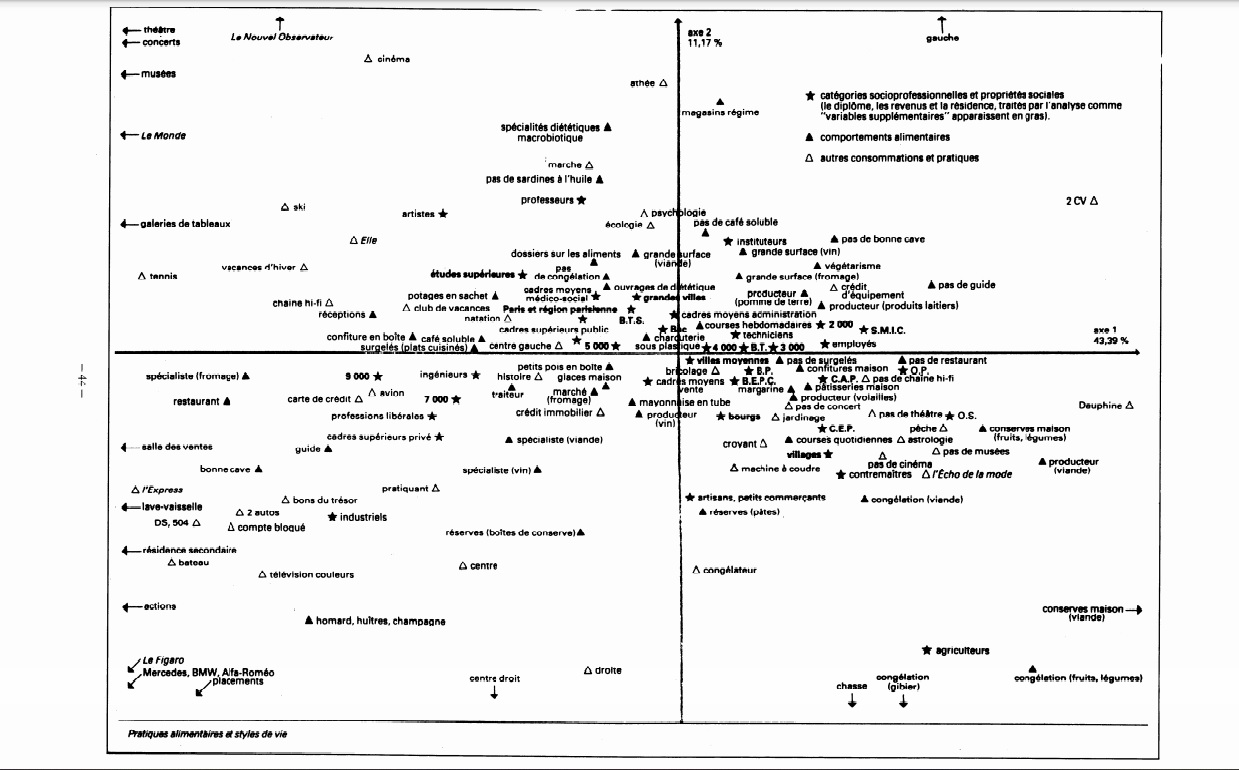 théâtre
concerts
Le Nouvel Observateur
axe 2
11,17 %
gauche
cinéma
musées
athée
magasins régime
catégories socioprofessionnelles et propriétés sociales
(le diplôme, les revenus et la résidence, traités par l'analyse comme
"variables supplémentaires" apparaissent en gras).
comportements alimentaires
autres consommations et pratiques
Le Monde
spécialités diététiques
macrobiotique
marche
pas de sardines à l'huile
professeurs
2 CV
ski
artistes
psychologie
galeries de tableaux
écologie
pas de café soluble
Elle
instituteurs
pas de bonne cave
dossiers sur les aliments
grande surface
(viande)
grande surface (vin)
vacances d'hiver
tennis
études supérieures
pas
de congélation
végétarisme
grande surface (fromage)
ouvrages de diététique
crédit
d'équipement
pas de guide
potages en sachet
cadres moyens
médico-social
grandes villes
producteur
(pomme de terre)
chaine hi-fi
club de vacances
Paris et région parisienne
producteur (produits laitiers)
réceptions
natation
B.T.S.
cadres moyens administration
cadres supérieurs public
Bac
courses hebdomadaires
2 000
S.M.I.C.
axe 1
43,39 %
confiture en boîte
café soluble
charcuterie
sous plastique
techniciens
surgelés (plats cuisinés)
centre gauche
5 000
4 000
B.T.
3 000
employés
villes moyennes
pas de surgelés
pas de restaurant
petits pois en boîte
bricolage
B.P.
confitures maison
O.P.
spécialiste (fromage)
9 000
ingénieurs
histoire
glaces maison
cadres moyens
B.E.P.C.
C.A.P.
pas de chaine hi-fi
vente
margarine
pâtisseries maison
restaurant
carte de crédit
avion
7 000
traiteur
marché
(fromage)
mayonnaise en tube
producteur (volailles)
pas de concert
Dauphine
professions libérales
crédit immobilier
producteur
(vin)
bourgs
jardinage
pas de théâtre
O.S.
C.E.P.
pêche
conserves maison
(fruits, légumes)
cadres supérieurs privé
spécialiste (viande)
croyant
courses quotidiennes
astrologie
salle des ventes
guide
villages
pas de cinéma
pas de musées
bonne cave
spécialiste (vin)
machine à coudre
contremaîtres
l'Écho de la mode
producteur
(viande)
l'Express
pratiquant
bons du trésor
artisans, petits commerçants
congélation (viande)
lave-vaisselle
2 autos
industriels
réserves (pâtes)
DS, 504
compte bloqué
réserves (boîtes de conserve)
résidence secondaire
bateau
centre
télévision couleurs
congélateur
actions
homard, huîtres, champagne
conserves maison
(viande)
agriculteurs
Le Figaro
Mercedes, BMW, Alfa-Roméo
placements
droite
centre droit
chasse
congélation
(gibier)
congélation (fruits, légumes)
Pratiques alimentaires et styles de vie
— 44 —